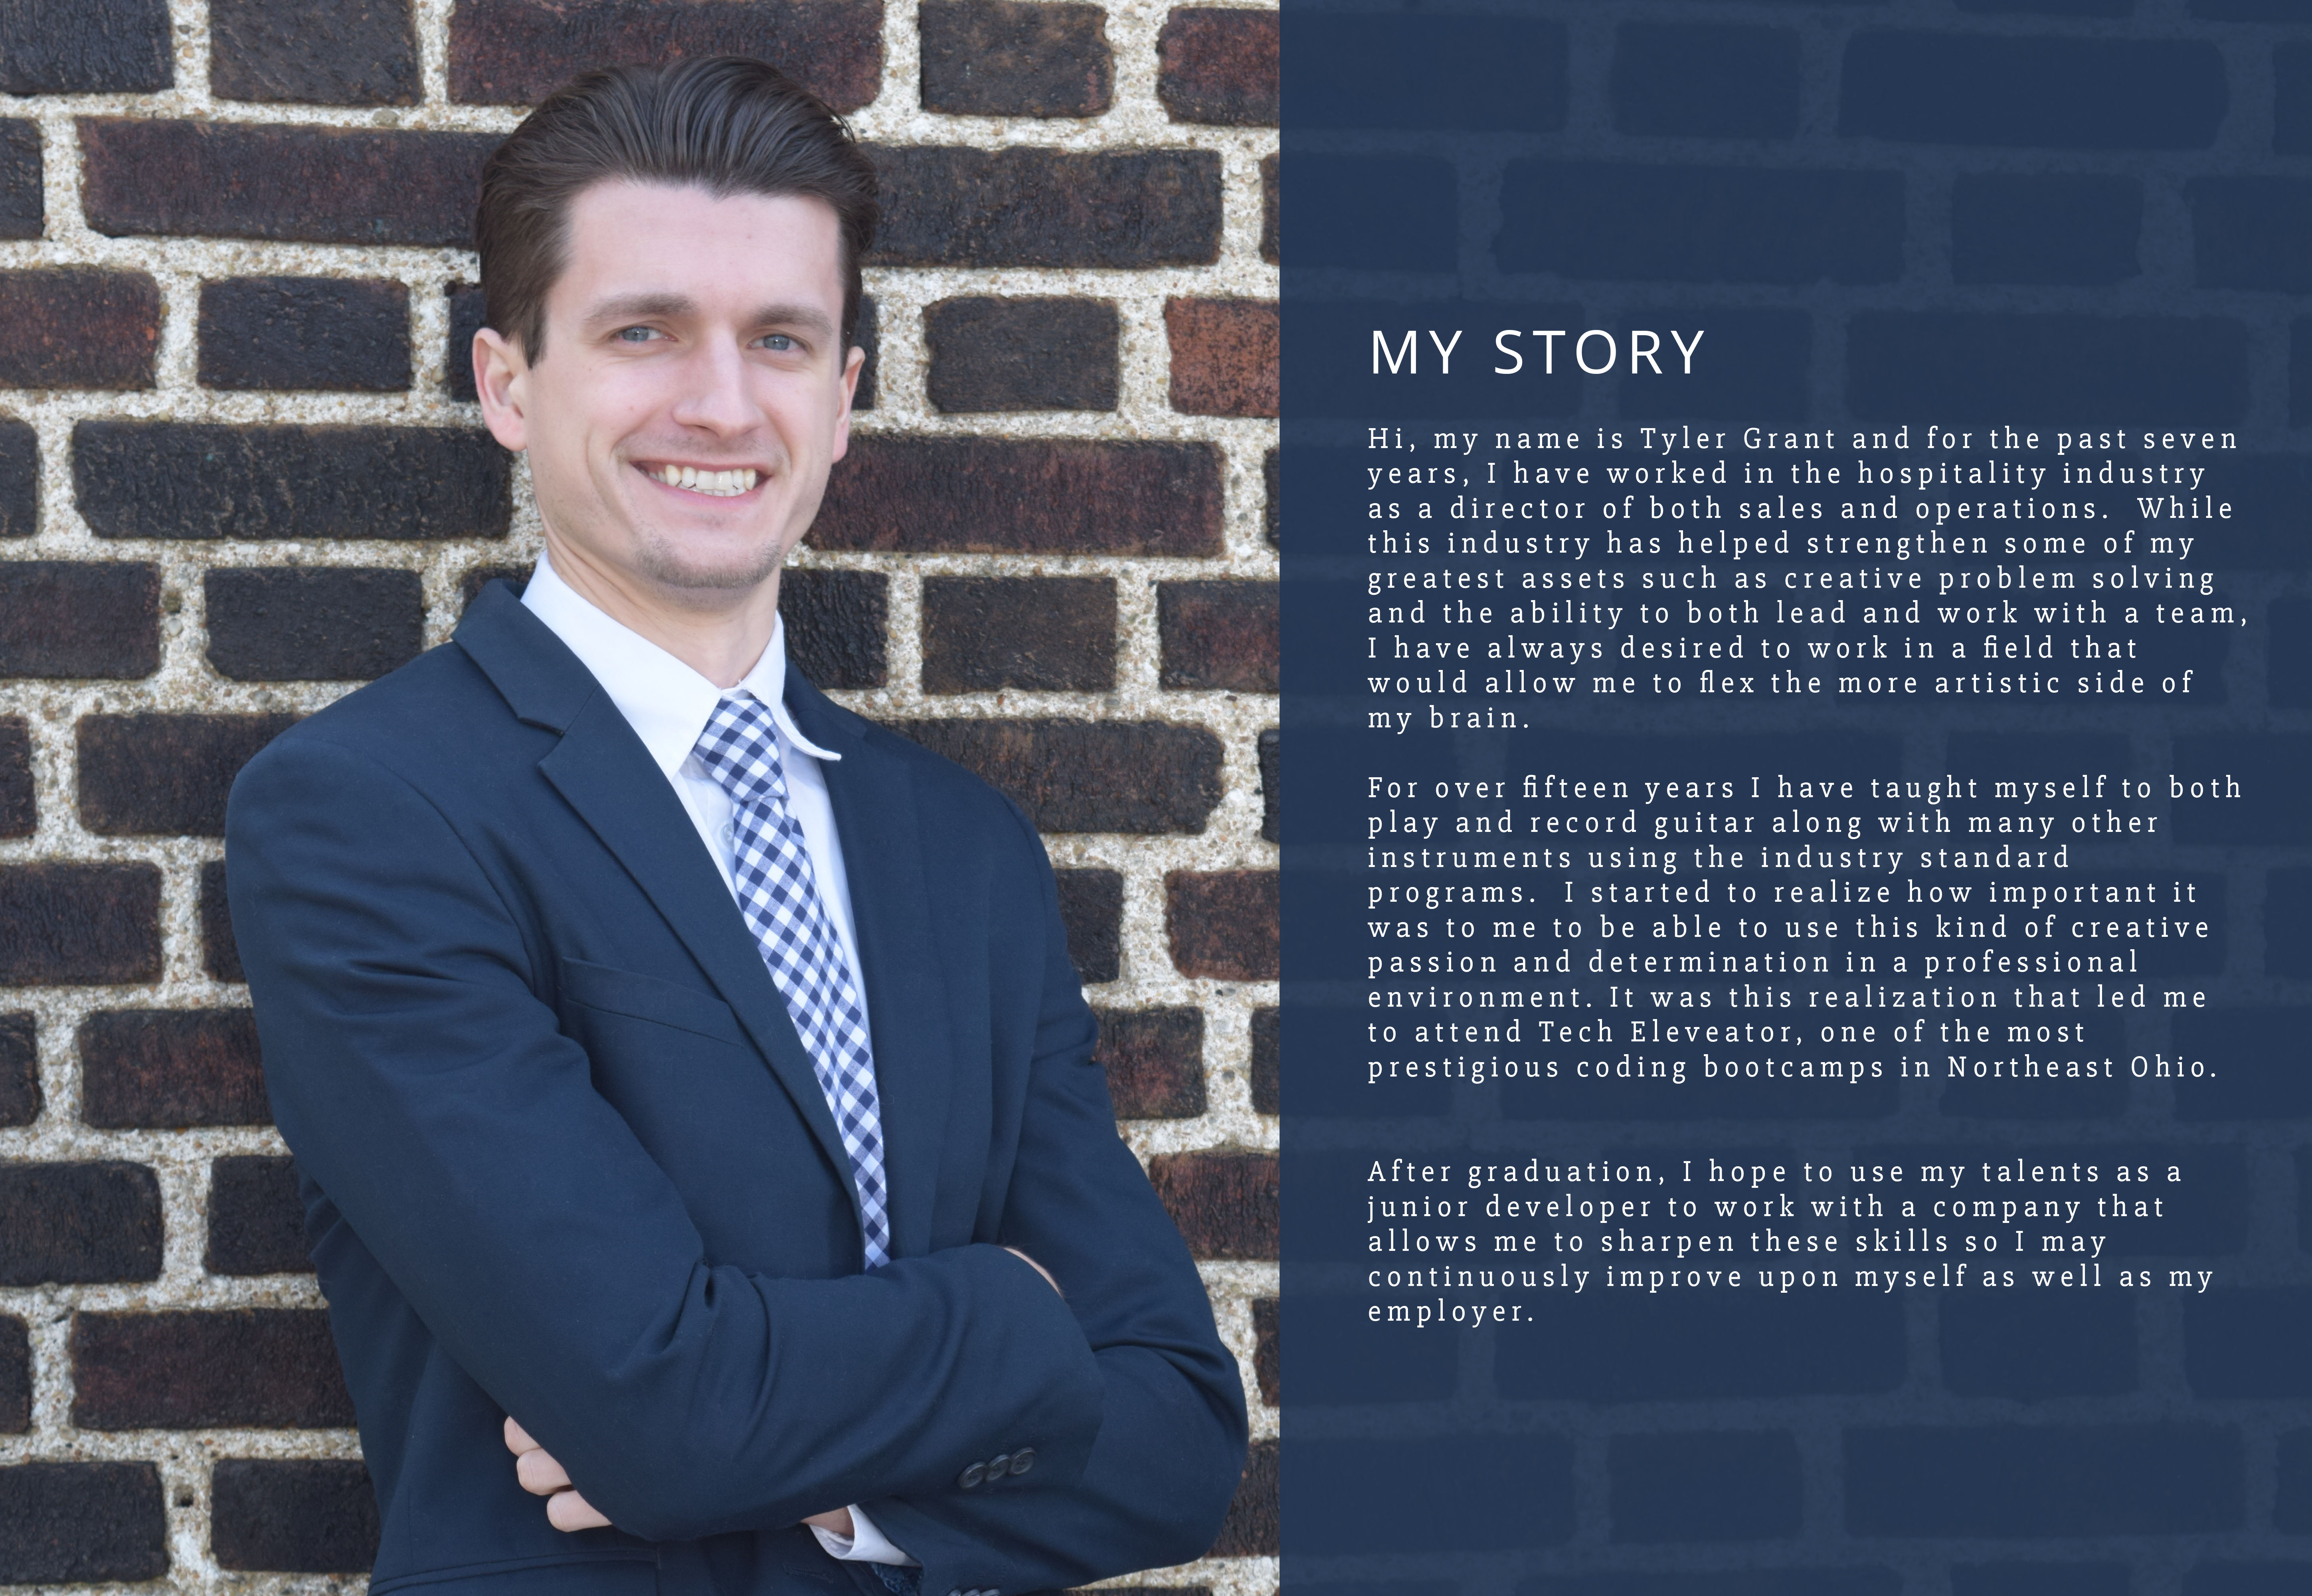 MY STORY
Hi, my name is Tyler Grant and for the past seven
years, I have worked in the hospitality industry
as a director of both sales and operations.  While
this industry has helped strengthen some of my
greatest assets such as creative problem solving
and the ability to both lead and work with a team,
I have always desired to work in a field that
would allow me to flex the more artistic side of
my brain.
For over fifteen years I have taught myself to both
play and record guitar along with many other
instruments using the industry standard
programs.  I started to realize how important it
was to me to be able to use this kind of creative
passion and determination in a professional
environment. It was this realization that led me
to attend Tech Eleveator, one of the most
prestigious coding bootcamps in Northeast Ohio.
After graduation, I hope to use my talents as a
junior developer to work with a company that
allows me to sharpen these skills so I may
continuously improve upon myself as well as my
employer.